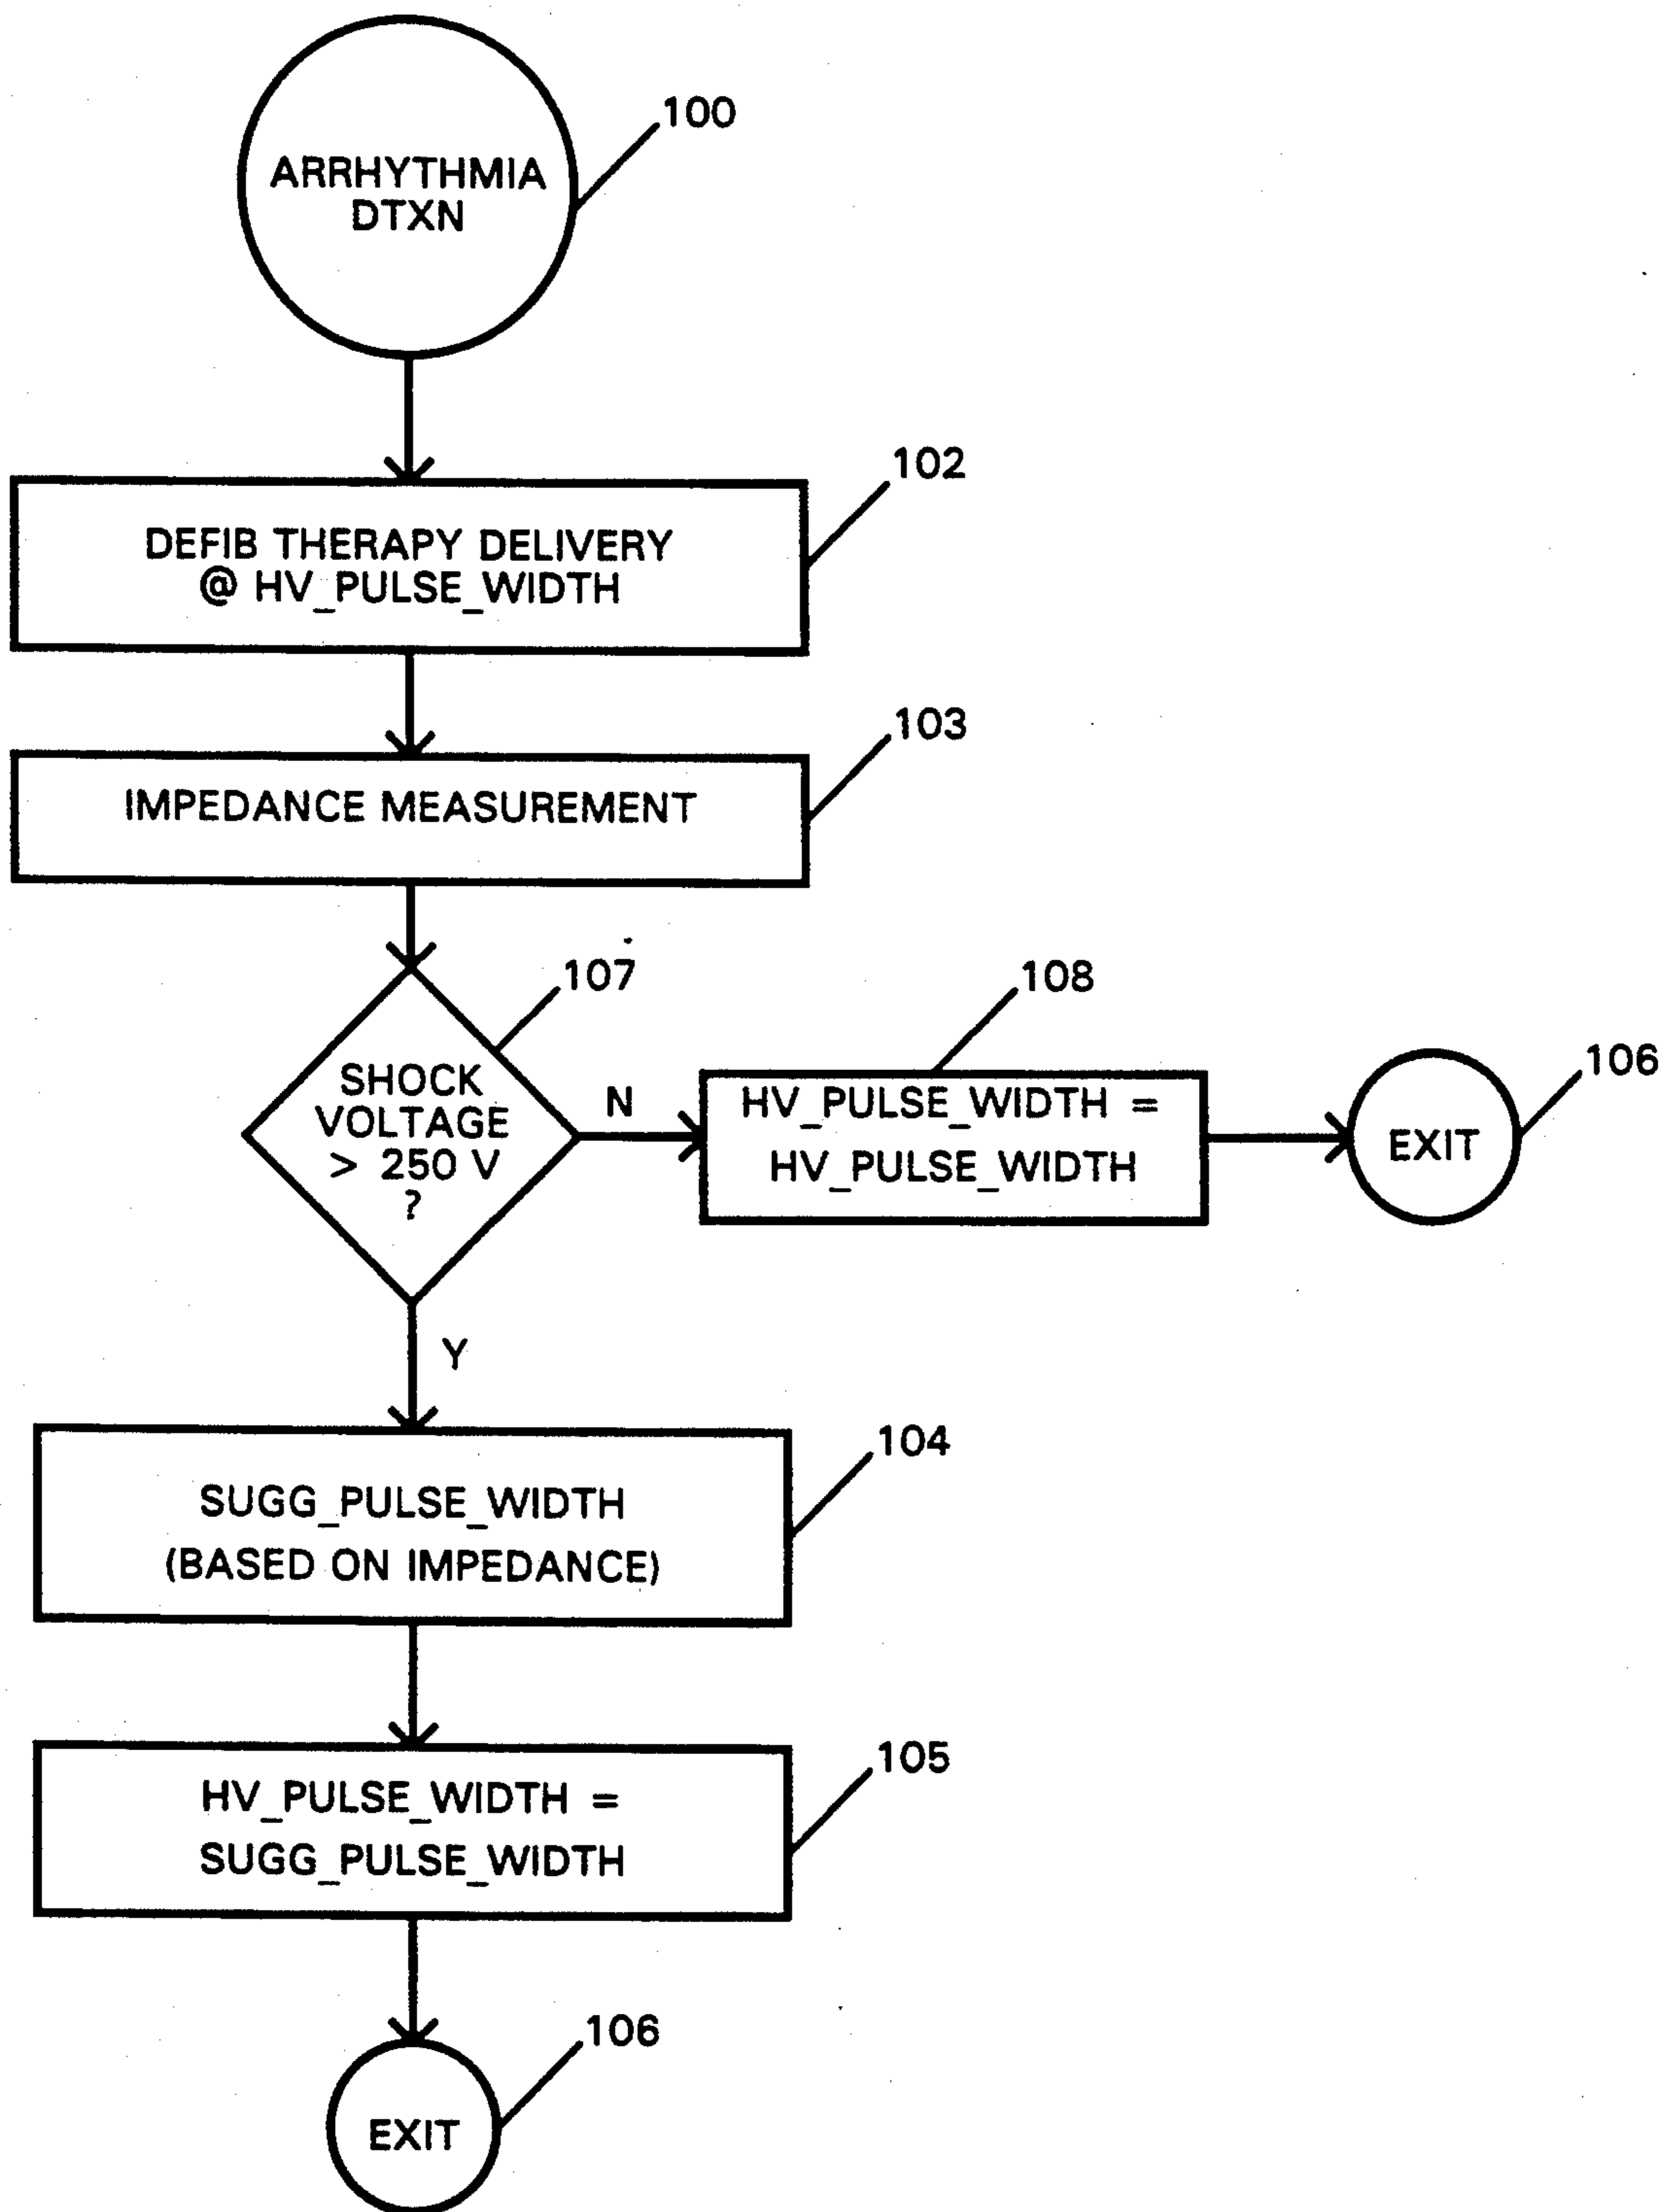 100
ARRHYTHMIA
DTXN
102
DEFIB THERAPY DELIVERY
@ HV_PULSE_WIDTH
103
IMPEDANCE MEASUREMENT
107
SHOCK
VOLTAGE
> 250 V
?
N
108
HV_PULSE_WIDTH =
HV_PULSE_WIDTH
106
EXIT
Y
104
SUGG_PULSE_WIDTH
(BASED ON IMPEDANCE)
105
HV_PULSE_WIDTH =
SUGG_PULSE_WIDTH
106
EXIT